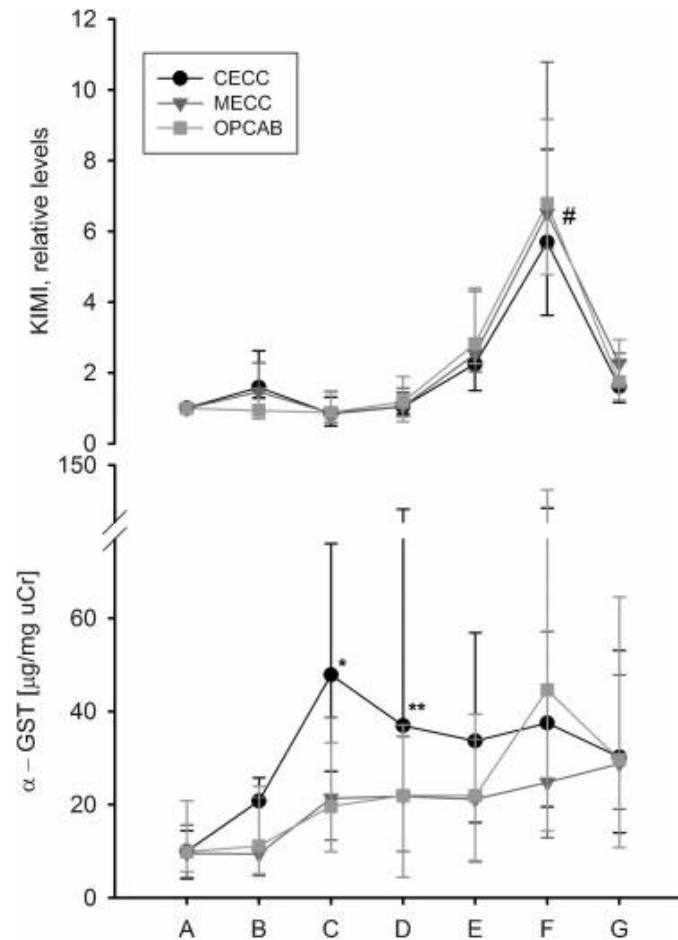 12
10
8
6
4
2
0
KIMI, relative levels
CECC
MECC
OPCAB
#
150
60
40
20
0
α – GST [µg/mg uCr]
*
**
A B C D E F G